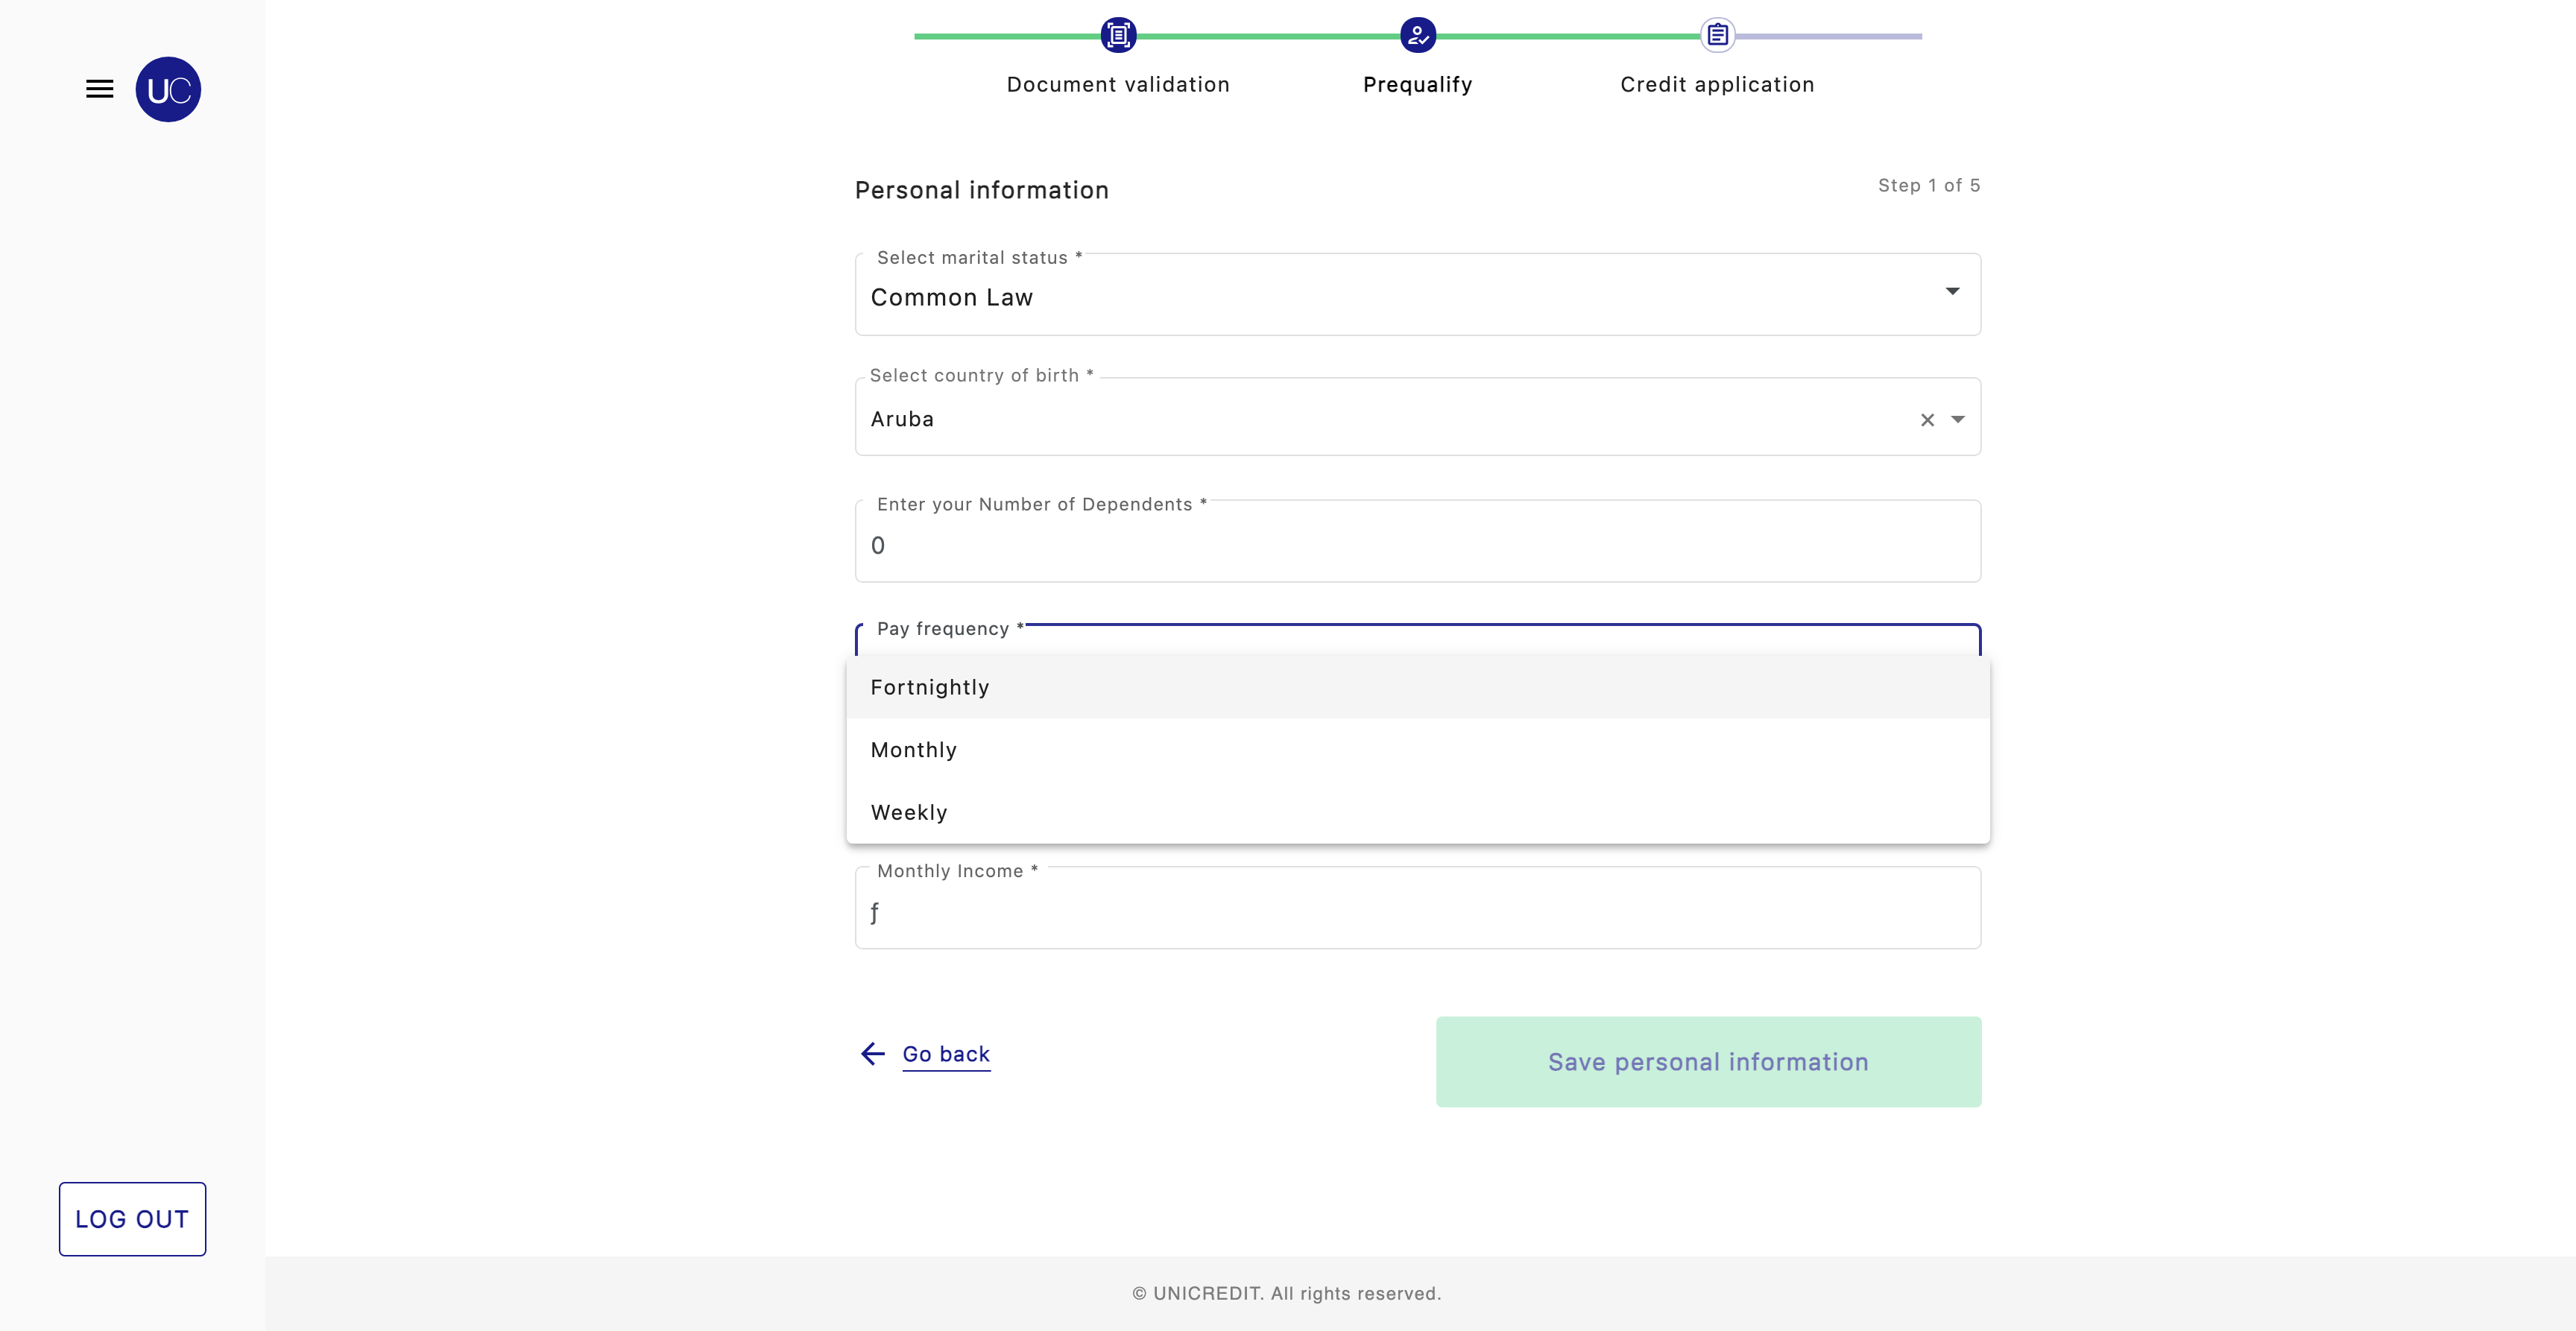 UC
Document validation
Prequalify
Credit application
Personal information
Step 1 of 5
Select marital status *
Common Law
Select country of birth *
Aruba
Enter your Number of Dependents *
0
Pay frequency *
Fortnightly
Monthly
Weekly
Monthly Income *
ƒ
Go back
Save personal information
LOG OUT
© UNICREDIT. All rights reserved.